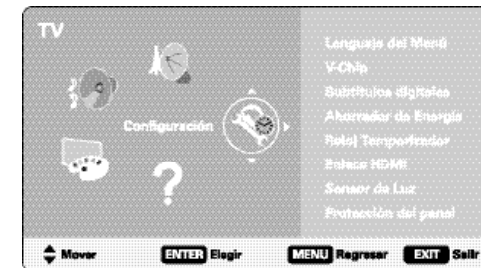 TV
Configuración
Lenguaje del Menú
V-Chip
Subtítulos digitales
Ahorrador de Energía
Reloj Temporizador
Enlace HDMI
Sensor de Luz
Protección del panel
Mover ENTER Elegir MENU Regresar EXIT Salir